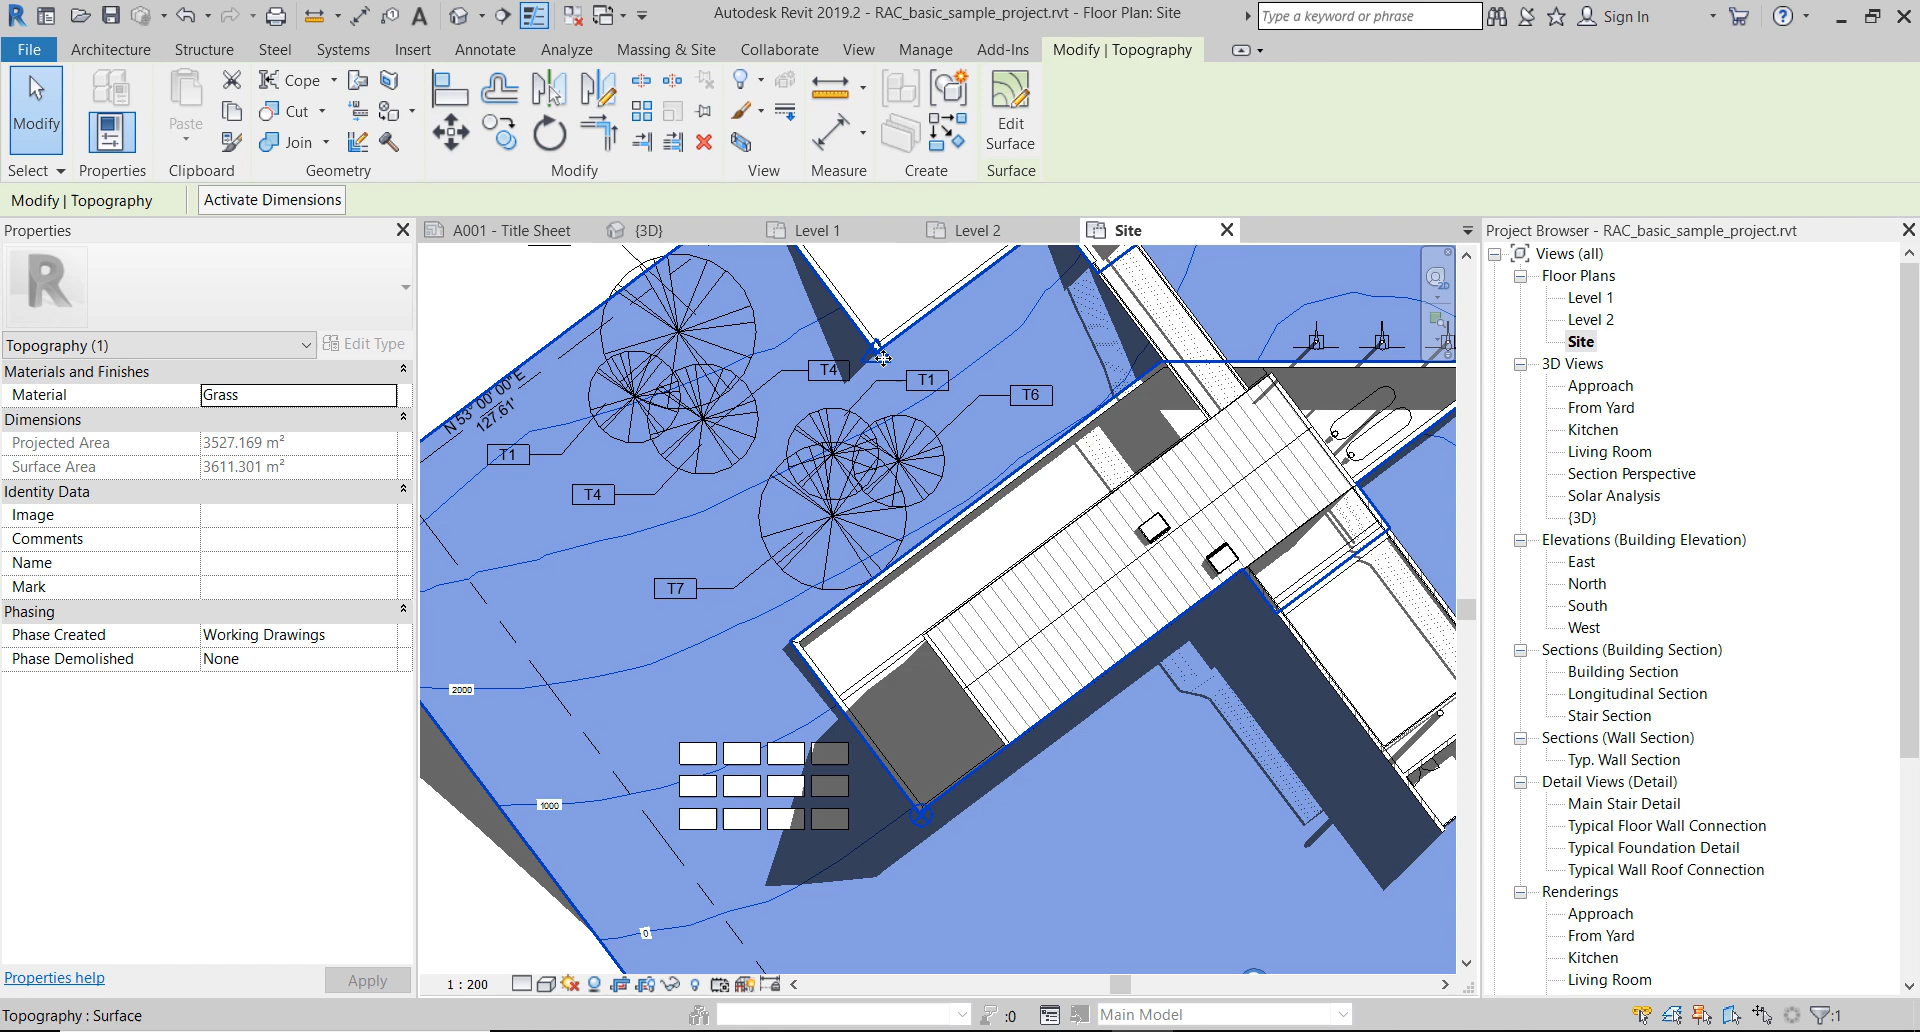 Autodesk Revit 2019.2 - RAC_basic_sample_project.rvt - Floor Plan: Site
Type a keyword or phrase
Sign In
File
Architecture
Structure
Steel
Systems
Insert
Annotate
Analyze
Massing & Site
Collaborate
View
Manage
Add-Ins
Modify | Topography
Modify
Paste
Cope
Cut
Join
Edit
Surface
Select
Properties
Clipboard
Geometry
Modify
View
Measure
Create
Surface
Modify | Topography
Activate Dimensions
Properties
A001 - Title Sheet
{3D}
Level 1
Level 2
Site
Project Browser - RAC_basic_sample_project.rvt
R
Topography (1)
Edit Type
Materials and Finishes
Material Grass
Dimensions
Projected Area 3527.169 m²
Surface Area 3611.301 m²
Identity Data
Image
Comments
Name
Mark
Phasing
Phase Created Working Drawings
Phase Demolished None
Properties help
Apply
N 53° 00' 00" E
127.61'
T4
T1
T6
T1
T4
T7
2000
1000
0
2D
Views (all)
Floor Plans
Level 1
Level 2
Site
3D Views
Approach
From Yard
Kitchen
Living Room
Section Perspective
Solar Analysis
{3D}
Elevations (Building Elevation)
East
North
South
West
Sections (Building Section)
Building Section
Longitudinal Section
Stair Section
Sections (Wall Section)
Typ. Wall Section
Detail Views (Detail)
Main Stair Detail
Typical Floor Wall Connection
Typical Foundation Detail
Typical Wall Roof Connection
Renderings
Approach
From Yard
Kitchen
Living Room
1 : 200
Topography : Surface
:0
Main Model
:1